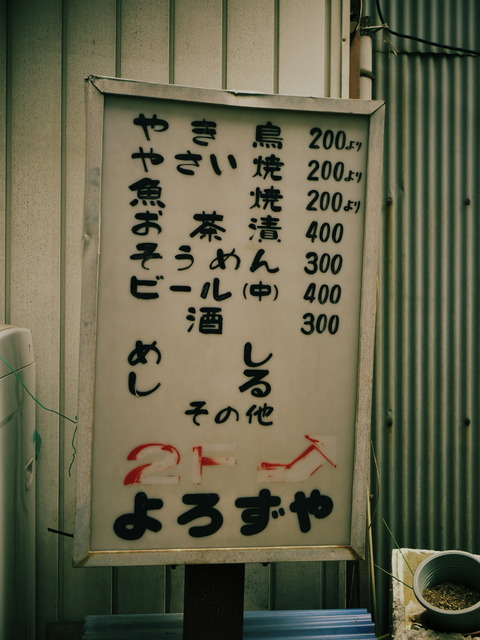 やき鳥 200より
やさい焼 200より
魚焼 200より
お茶漬 400
そうめん 300
ビール(中) 400
酒 300
めし しる
その他
2F
よろずや